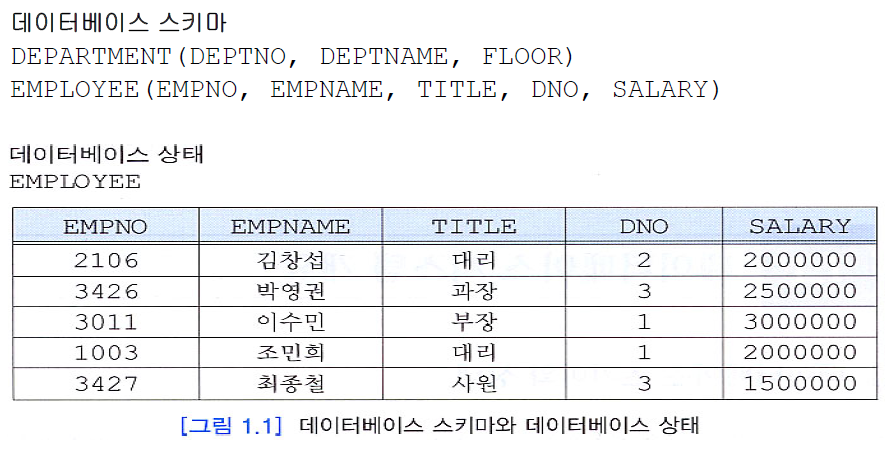 데이터베이스 스키마
DEPARTMENT(DEPTNO, DEPTNAME, FLOOR)
EMPLOYEE(EMPNO, EMPNAME, TITLE, DNO, SALARY)
데이터베이스 상태
EMPLOYEE
EMPNO EMPNAME TITLE DNO SALARY
2106 김창섭 대리 2 2000000
3426 박영권 과장 3 2500000
3011 이수민 부장 1 3000000
1003 조민희 대리 1 2000000
3427 최종철 사원 3 1500000
[그림 1.1] 데이터베이스 스키마와 데이터베이스 상태